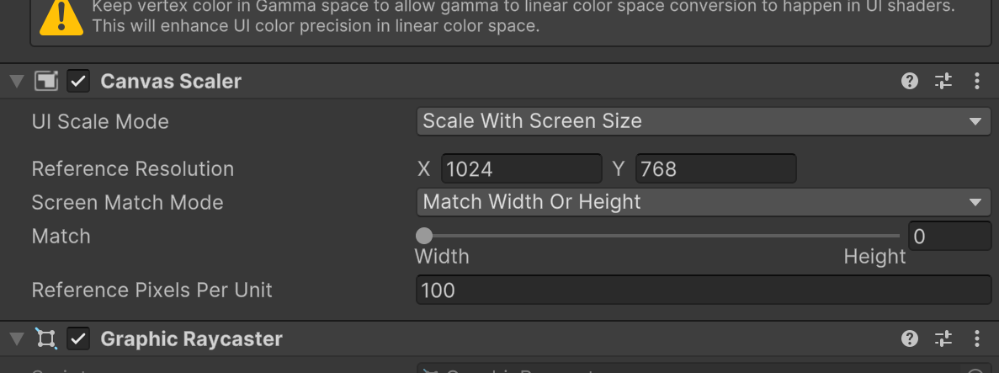 Keep vertex color in Gamma space to allow gamma to linear color space conversion to happen in UI shaders.
This will enhance UI color precision in linear color space.
Canvas Scaler
UI Scale Mode Scale With Screen Size
Reference Resolution X 1024 Y 768
Screen Match Mode Match Width Or Height
Match 0
Width Height
Reference Pixels Per Unit 100
Graphic Raycaster